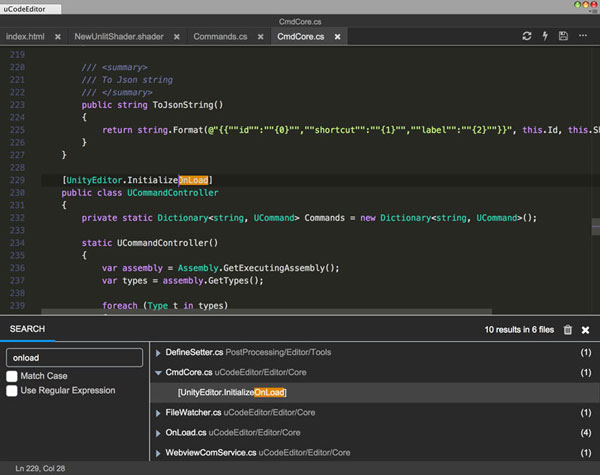 uCodeEditor
CmdCore.cs
index.html NewUnlitShader.shader Commands.cs CmdCore.cs
219
220 /// <summary>
221 /// To Json string
222 /// </summary>
223 public string ToJsonString()
224 {
225 return string.Format(@"{{""id"":""{0}"",""shortcut"":""{1}"",""label"":""{2}""}}", this.Id, this.S
226 }
227 }
228
229 [UnityEditor.InitializeOnLoad]
230 public class UCommandController
231 {
232 private static Dictionary<string, UCommand> Commands = new Dictionary<string, UCommand>();
233
234 static UCommandController()
235 {
236 var assembly = Assembly.GetExecutingAssembly();
237 var types = assembly.GetTypes();
238
239 foreach (Type t in types)
SEARCH 10 results in 6 files
onload
Match Case
Use Regular Expression
DefineSetter.cs PostProcessing/Editor/Tools (1)
CmdCore.cs uCodeEditor/Editor/Core (1)
[UnityEditor.InitializeOnLoad]
FileWatcher.cs uCodeEditor/Editor/Core (1)
OnLoad.cs uCodeEditor/Editor/Core (4)
WebviewComService.cs uCodeEditor/Editor/Core (1)
Ln 229, Col 28